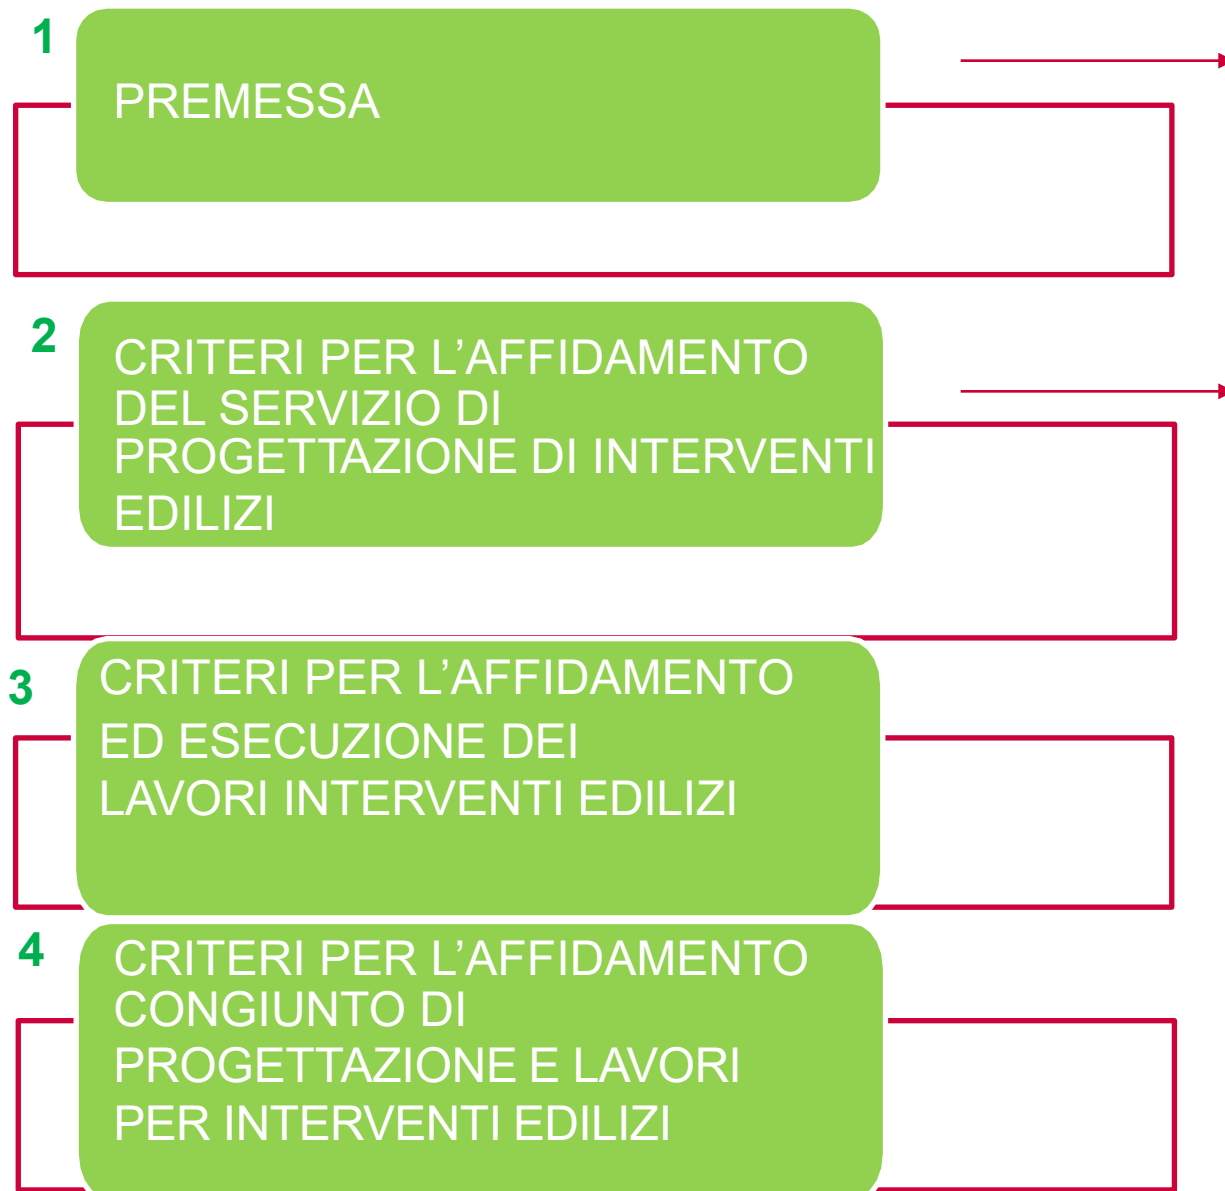 1
PREMESSA
2
CRITERI PER L’AFFIDAMENTO
DEL SERVIZIO DI
PROGETTAZIONE DI INTERVENTI
EDILIZI
3
CRITERI PER L’AFFIDAMENTO
ED ESECUZIONE DEI
LAVORI INTERVENTI EDILIZI
4
CRITERI PER L’AFFIDAMENTO
CONGIUNTO DI
PROGETTAZIONE E LAVORI
PER INTERVENTI EDILIZI